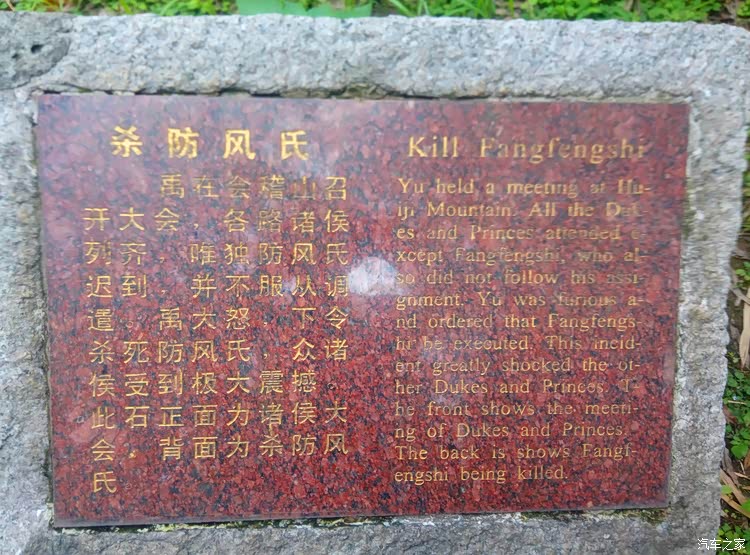 杀防风氏
禹在会稽山召
开大会，各路诸侯
死齐，唯独防风氏
迟到，并不服从调
遣。禹大怒，下令
杀死防风氏，众诸
侯受到极大震撼。
此石正面为诸侯大
会，背面为杀防风
氏
Kill Fangfengshi
Yu held a meeting at Hu-
iji Mountain. All the Duk-
es and Princes attended e-
xcept Fangfengshi, who al-
so did not follow his assi-
gnment. Yu was furious a-
nd ordered that Fangfengs-
hi be executed. This incid-
ent greatly shocked the ot-
her Dukes and Princes. T-
he front shows the meeti-
ng of Dukes and Princes.
The back is shows Fangf-
engshi being killed.
汽车之家